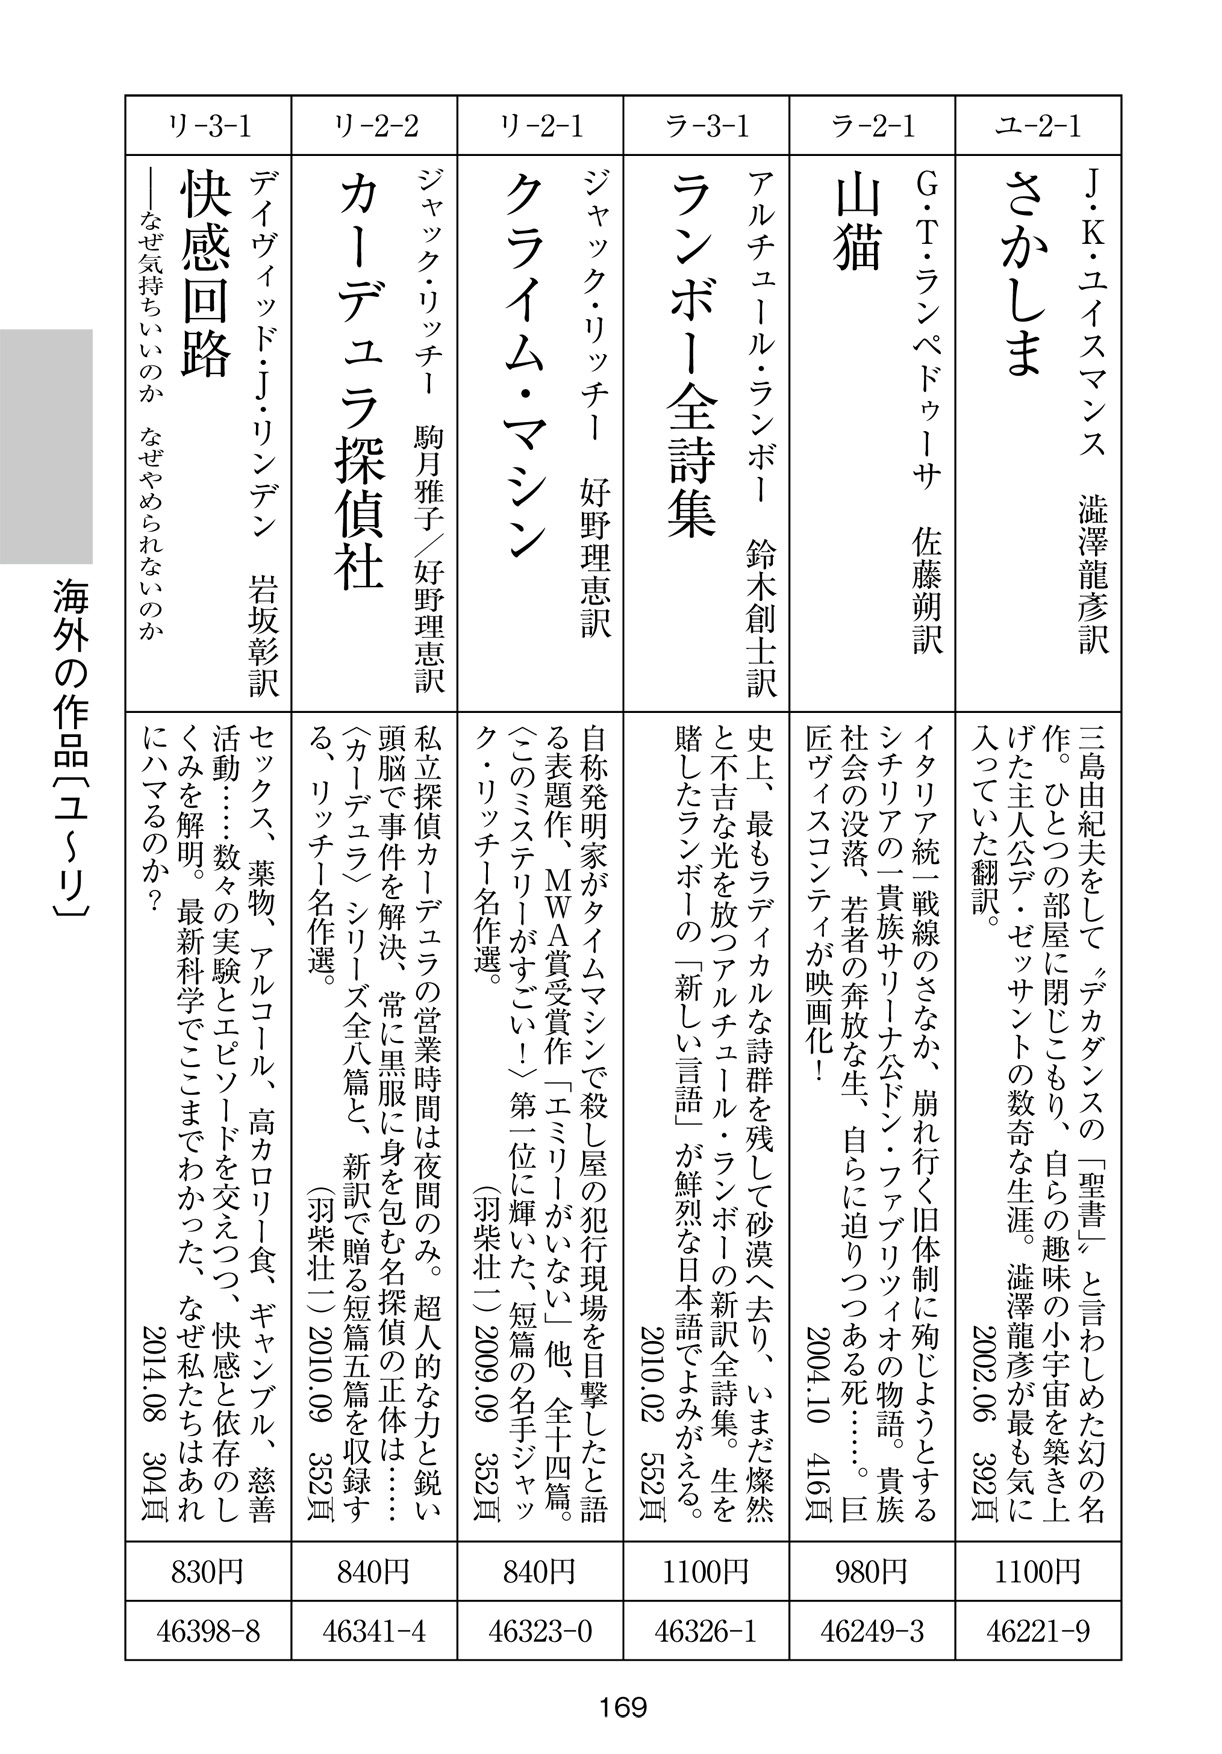 ユ-2-1
J・K・ユイスマンス　澁澤龍彥訳
さかしま
三島由紀夫をして〝デカダンスの「聖書」〟と言わしめた幻の名
作。ひとつの部屋に閉じこもり、自らの趣味の小宇宙を築き上
げた主人公デ・ゼッサントの数奇な生涯。澁澤龍彥が最も気に
入っていた翻訳。
2002.06　392頁
1100円
46221-9
ラ-2-1
G・T・ランペドゥーサ　佐藤朔訳
山猫
イタリア統一戦線のさなか、崩れ行く旧体制に殉じようとする
シチリアの一貴族サリーナ公ドン・ファブリツィオの物語。貴族
社会の没落、若者の奔放な生、自らに迫りつつある死……。巨
匠ヴィスコンティが映画化！
2004.10　416頁
980円
46249-3
ラ-3-1
アルチュール・ランボー　鈴木創士訳
ランボー全詩集
史上、最もラディカルな詩群を残して砂漠へ去り、いまだ燦然
と不吉な光を放つアルチュール・ランボーの新訳全詩集。生を
賭したランボーの「新しい言語」が鮮烈な日本語でよみがえる。
2010.02　552頁
1100円
46326-1
リ-2-1
ジャック・リッチー　好野理恵訳
クライム・マシン
自称発明家がタイムマシンで殺し屋の犯行現場を目撃したと語
る表題作、MWA賞受賞作「エミリーがいない」他、全十四篇。
〈このミステリーがすごい！〉第一位に輝いた、短篇の名手ジャッ
ク・リッチー名作選。
（羽柴壮一）2009.09　352頁
840円
46323-0
リ-2-2
ジャック・リッチー　駒月雅子／好野理恵訳
カーデュラ探偵社
私立探偵カーデュラの営業時間は夜間のみ。超人的な力と鋭い
頭脳で事件を解決、常に黒服に身を包む名探偵の正体は……
〈カーデュラ〉シリーズ全八篇と、新訳で贈る短篇五篇を収録す
る、リッチー名作選。
（羽柴壮一）2010.09　352頁
840円
46341-4
リ-3-1
デイヴィッド・J・リンデン　岩坂彰訳
快感回路
――なぜ気持ちいいのか　なぜやめられないのか
セックス、薬物、アルコール、高カロリー食、ギャンブル、慈善
活動……数々の実験とエピソードを交えつつ、快感と依存のし
くみを解明。最新科学でここまでわかった、なぜ私たちはあれ
にハマるのか？
2014.08　304頁
830円
46398-8
海外の作品〔ユ～リ〕
169